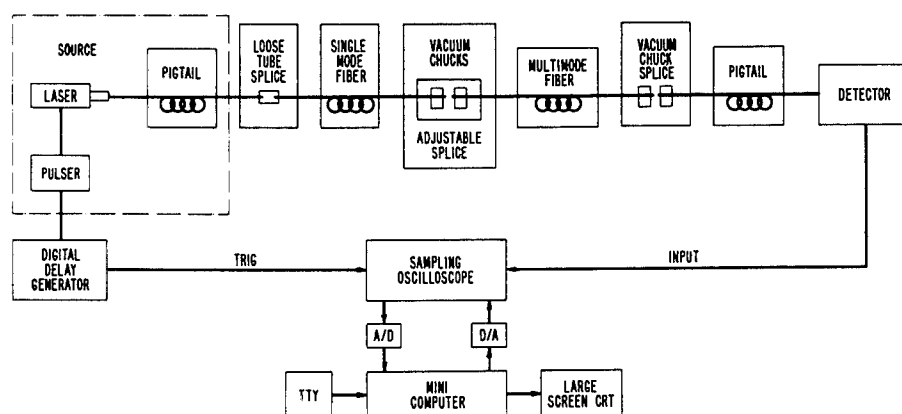 SOURCE
LASER
PIGTAIL
PULSER
LOOSE
TUBE
SPLICE
SINGLE
MODE
FIBER
VACUUM
CHUCKS
ADJUSTABLE
SPLICE
MULTIMODE
FIBER
VACUUM
CHUCK
SPLICE
PIGTAIL
DETECTOR
DIGITAL
DELAY
GENERATOR
TRIG
SAMPLING
OSCILLOSCOPE
INPUT
A/D
D/A
TTY
MINI
COMPUTER
LARGE
SCREEN CRT